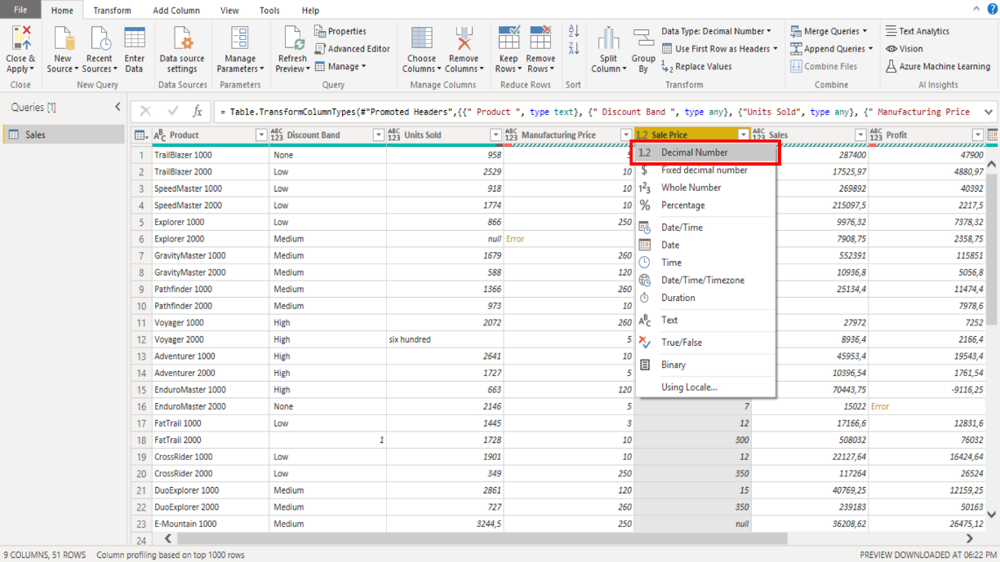 File Home Transform Add Column View Tools Help
Close & Apply New Source Recent Sources Enter Data Data source settings Manage Parameters Refresh Preview Properties Advanced Editor Manage Choose Columns Remove Columns Keep Rows Remove Rows Split Column Group By Data Type: Decimal Number Use First Row as Headers Replace Values Merge Queries Append Queries Combine Files Text Analytics Vision Azure Machine Learning
Close New Query Data Sources Parameters Query Manage Columns Reduce Rows Sort Transform Combine AI Insights
Queries [1]
= Table.TransformColumnTypes(#"Promoted Headers",{{" Product ", type text}, {" Discount Band ", type any}, {"Units Sold", type any}, {" Manufacturing Price
Sales
Product Discount Band Units Sold Manufacturing Price 1.2 Sale Price Sales Profit
1 TrailBlazer 1000 None 958 287400 47900
2 TrailBlazer 2000 Low 2529 10 17525,97 4880,97
3 SpeedMaster 1000 Low 918 10 269892 40392
4 SpeedMaster 2000 Low 1774 10 215097,5 2217,5
5 Explorer 1000 Low 866 250 9976,32 7378,32
6 Explorer 2000 Medium null Error 7908,75 2358,75
7 GravityMaster 1000 Medium 1679 260 552391 115851
8 GravityMaster 2000 Medium 588 120 10936,8 5056,8
9 Pathfinder 1000 Medium 1366 260 25134,4 11474,4
10 Pathfinder 2000 Medium 973 10 7978,6
11 Voyager 1000 High 2072 260 27972 7252
12 Voyager 2000 High six hundred 5 8936,4 2166,4
13 Adventurer 1000 High 2641 10 45953,4 19543,4
14 Adventurer 2000 High 1727 5 10396,54 1761,54
15 EnduroMaster 1000 High 663 120 70443,75 -9116,25
16 EnduroMaster 2000 None 2146 5 7 15022 Error
17 FatTrail 1000 Low 1445 3 12 17166,6 12831,6
18 FatTrail 2000 1 1728 10 300 508032 76032
19 CrossRider 1000 Low 1901 10 12 22127,64 16424,64
20 CrossRider 2000 Low 349 250 350 117264 26524
21 DuoExplorer 1000 Medium 2861 120 15 40769,25 12159,25
22 DuoExplorer 2000 Medium 727 260 350 239183 50163
23 E-Mountain 1000 Medium 3244,5 250 null 36208,62 26475,12
24
1.2 Decimal Number
$ Fixed decimal number
Whole Number
% Percentage
Date/Time
Date
Time
Date/Time/Timezone
Duration
Text
True/False
Binary
Using Locale...
9 COLUMNS, 51 ROWS Column profiling based on top 1000 rows PREVIEW DOWNLOADED AT 06:22 PM